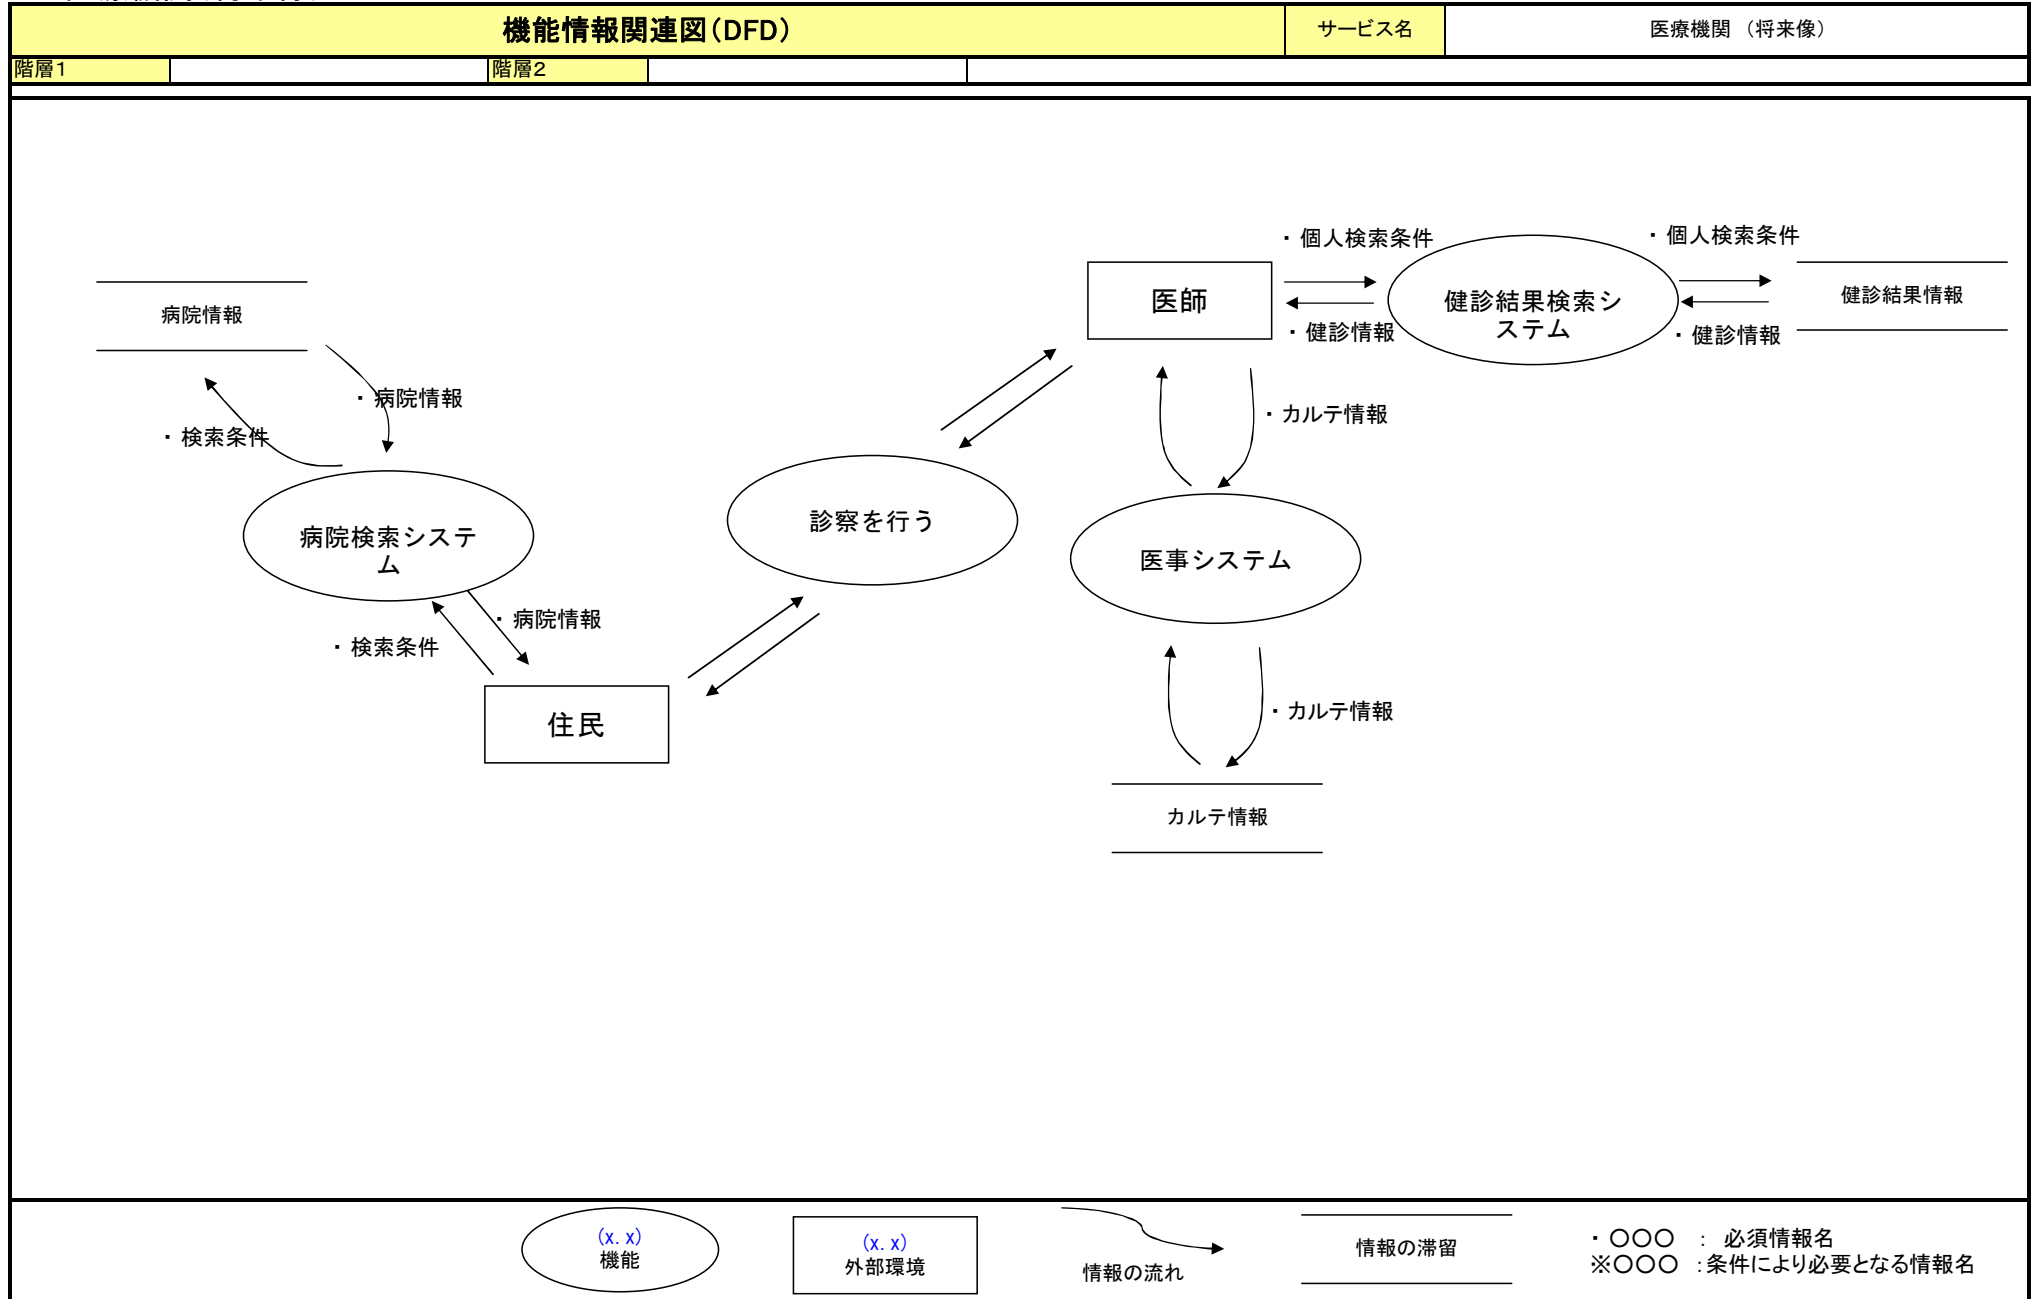 機能情報関連図（DFD）
サービス名
医療機関 （将来像）
階層１
階層２
・ 個人検索条件
・ 個人検索条件
医師
健診結果検索シ
ステム
健診結果情報
・ 健診情報
・ 健診情報
病院情報
・ 病院情報
・ 検索条件
・ カルテ情報
病院検索システ
ム
診察を行う
医事システム
・ 病院情報
・ 検索条件
住民
・ カルテ情報
カルテ情報
（x．x）
機能
（x．x）
外部環境
情報の流れ
情報の滞留
・ 〇〇〇 ： 必須情報名
※〇〇〇 ：条件により必要となる情報名